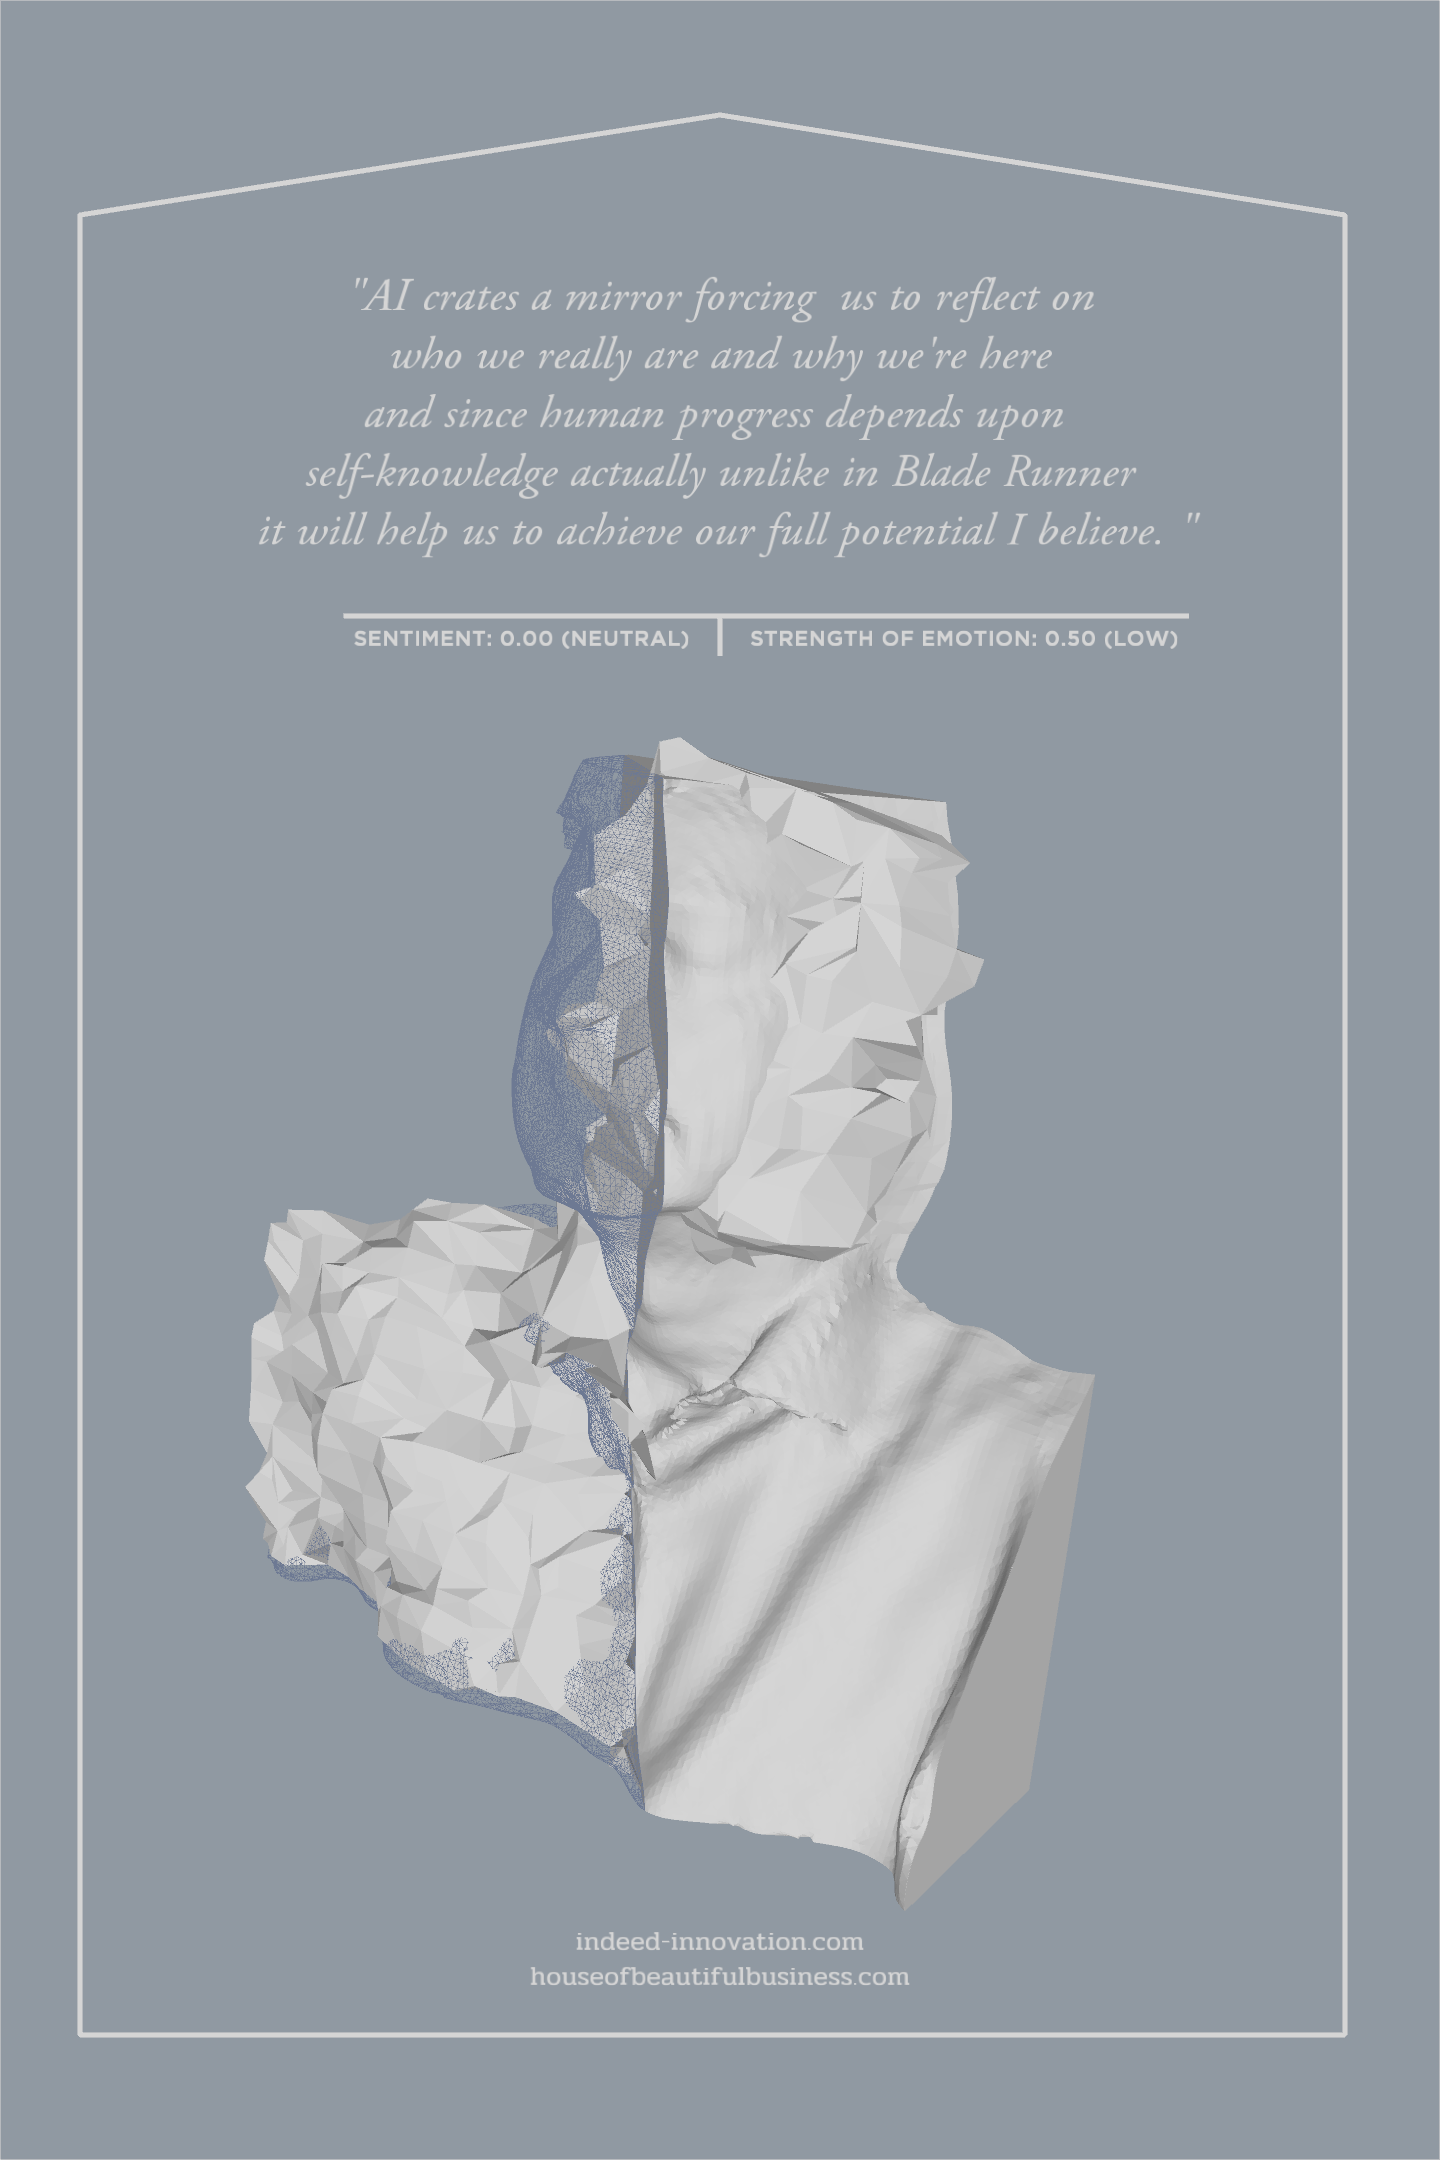 "AI crates a mirror forcing  us to reflect on
who we really are and why we're here
and since human progress depends upon
self-knowledge actually unlike in Blade Runner
it will help us to achieve our full potential I believe. "
SENTIMENT: 0.00 (NEUTRAL)
STRENGTH OF EMOTION: 0.50 (LOW)
indeed-innovation.com
houseofbeautifulbusiness.com